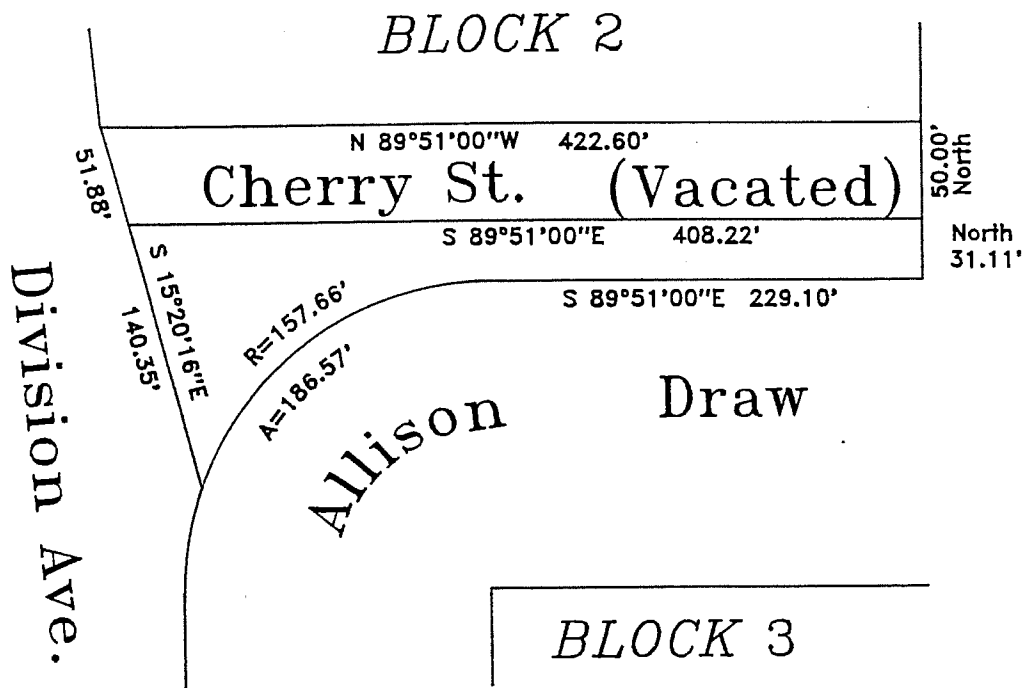 BLOCK 2
N 89°51'00"W 422.60'
51.88'
Cherry St. (Vacated)
50.00'
North
S 89°51'00"E 408.22'
North
31.11'
S 15°20'16"E
140.35'
S 89°51'00"E 229.10'
R=157.66'
A=186.57'
Division Ave.
Allison Draw
BLOCK 3